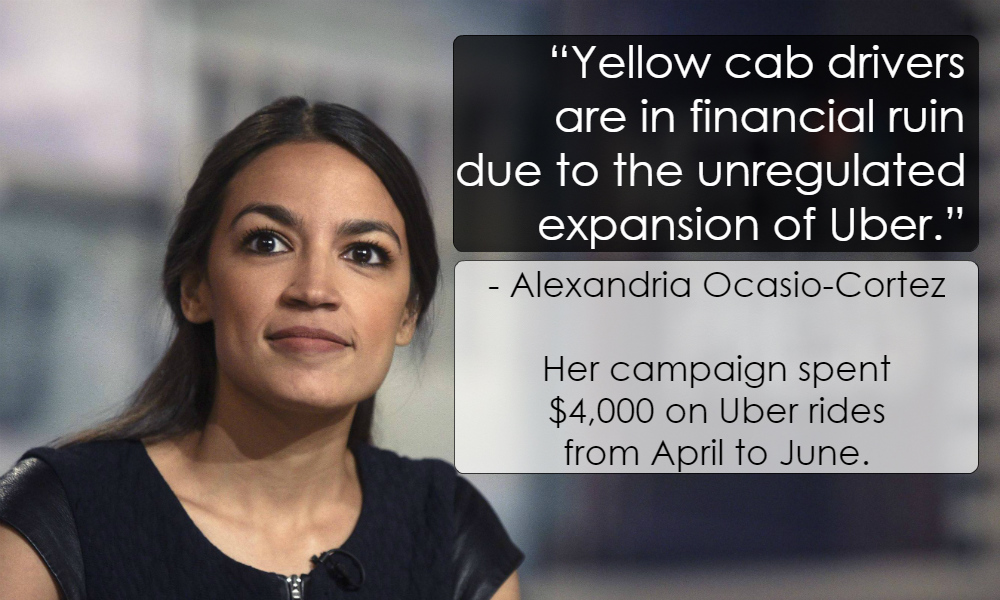 “Yellow cab drivers
are in financial ruin
due to the unregulated
expansion of Uber.”
- Alexandria Ocasio-Cortez
Her campaign spent
$4,000 on Uber rides
from April to June.